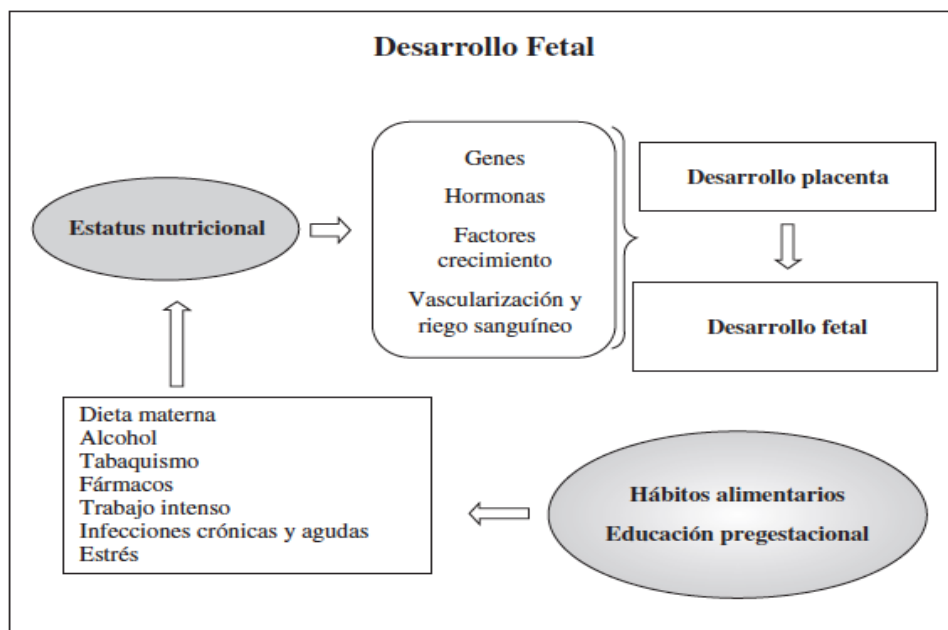 Desarrollo Fetal
Estatus nutricional
Genes
Hormonas
Factores
crecimiento
Vascularización y
riego sanguíneo
Desarrollo placenta
Desarrollo fetal
Dieta materna
Alcohol
Tabaquismo
Fármacos
Trabajo intenso
Infecciones crónicas y agudas
Estrés
Hábitos alimentarios
Educación pregestacional